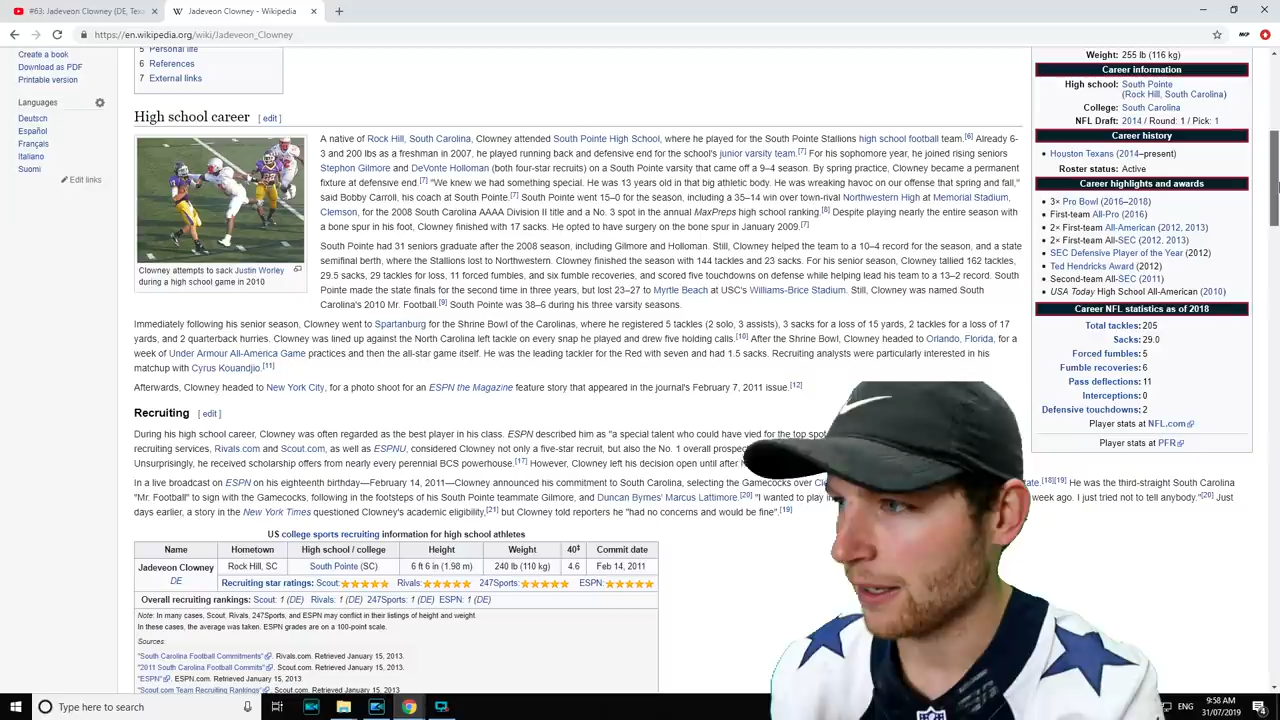 #63: Jadeveon Clowney (DE, Texa
Jadeveon Clowney - Wikipedia
https://en.wikipedia.org/wiki/Jadeveon_Clowney
Create a book
Download as PDF
Printable version
Languages
Deutsch
Español
Français
Italiano
Suomi
Edit links
5 Personal life
6 References
7 External links
High school career [ edit ]
Clowney attempts to sack Justin Worley
during a high school game in 2010
A native of Rock Hill, South Carolina, Clowney attended South Pointe High School, where he played for the South Pointe Stallions high school football team.[6] Already 6-
3 and 200 lbs as a freshman in 2007, he played running back and defensive end for the school's junior varsity team.[7] For his sophomore year, he joined rising seniors
Stephon Gilmore and DeVonte Holloman (both four-star recruits) on a South Pointe varsity that came off a 9–4 season. By spring practice, Clowney became a permanent
fixture at defensive end.[7] "We knew we had something special. He was 13 years old in that big athletic body. He was wreaking havoc on our offense that spring and fall,"
said Bobby Carroll, his coach at South Pointe.[7] South Pointe went 15–0 for the season, including a 35–14 win over town-rival Northwestern High at Memorial Stadium,
Clemson, for the 2008 South Carolina AAAA Division II title and a No. 3 spot in the annual MaxPreps high school ranking.[8] Despite playing nearly the entire season with
a bone spur in his foot, Clowney finished with 17 sacks. He opted to have surgery on the bone spur in January 2009.[7]
South Pointe had 31 seniors graduate after the 2008 season, including Gilmore and Holloman. Still, Clowney helped the team to a 10–4 record for the season, and a state
semifinal berth, where the Stallions lost to Northwestern. Clowney finished the season with 144 tackles and 23 sacks. For his senior season, Clowney tallied 162 tackles,
29.5 sacks, 29 tackles for loss, 11 forced fumbles, and six fumble recoveries, and scored five touchdowns on defense while helping lead his team to a 13–2 record. South
Pointe made the state finals for the second time in three years, but lost 23–27 to Myrtle Beach at USC's Williams-Brice Stadium. Still, Clowney was named South
Carolina's 2010 Mr. Football.[9] South Pointe was 38–6 during his three varsity seasons.
Immediately following his senior season, Clowney went to Spartanburg for the Shrine Bowl of the Carolinas, where he registered 5 tackles (2 solo, 3 assists), 3 sacks for a loss of 15 yards, 2 tackles for a loss of 17
yards, and 2 quarterback hurries. Clowney was lined up against the North Carolina left tackle on every snap he played and drew five holding calls.[10] After the Shrine Bowl, Clowney headed to Orlando, Florida, for a
week of Under Armour All-America Game practices and then the all-star game itself. He was the leading tackler for the Red with seven and had 1.5 sacks. Recruiting analysts were particularly interested in his
matchup with Cyrus Kouandjio.[11]
Afterwards, Clowney headed to New York City, for a photo shoot for an ESPN the Magazine feature story that appeared in the journal's February 7, 2011 issue.[12]
Recruiting [ edit ]
During his high school career, Clowney was often regarded as the best player in his class. ESPN described him as "a special talent who could have vied for the top spot
recruiting services, Rivals.com and Scout.com, as well as ESPNU, considered Clowney not only a five-star recruit, but also the No. 1 overall prospect
Unsurprisingly, he received scholarship offers from nearly every perennial BCS powerhouse.[17] However, Clowney left his decision open until after
In a live broadcast on ESPN on his eighteenth birthday—February 14, 2011—Clowney announced his commitment to South Carolina, selecting the Gamecocks over Cl tate.[18][19] He was the third-straight South Carolina
"Mr. Football" to sign with the Gamecocks, following in the footsteps of his South Pointe teammate Gilmore, and Duncan Byrnes' Marcus Lattimore.[20] "I wanted to play in week ago. I just tried not to tell anybody."[20] Just
days earlier, a story in the New York Times questioned Clowney's academic eligibility,[21] but Clowney told reporters he "had no concerns and would be fine".[19]
US college sports recruiting information for high school athletes
Name Hometown High school / college Height Weight 40‡ Commit date
Jadeveon Clowney
DE
Rock Hill, SC South Pointe (SC) 6 ft 6 in (1.98 m) 240 lb (110 kg) 4.6 Feb 14, 2011
Recruiting star ratings: Scout: Rivals: 247Sports: ESPN:
Overall recruiting rankings: Scout: 1 (DE) Rivals: 1 (DE) 247Sports: 1 (DE) ESPN: 1 (DE)
Note: In many cases, Scout, Rivals, 247Sports, and ESPN may conflict in their listings of height and weight.
In these cases, the average was taken. ESPN grades are on a 100-point scale.
Sources:
"South Carolina Football Commitments". Rivals.com. Retrieved January 15, 2013.
"2011 South Carolina Football Commits". Scout.com. Retrieved January 15, 2013.
"ESPN". ESPN.com. Retrieved January 15, 2013.
"Scout.com Team Recruiting Rankings". Scout.com. Retrieved January 15, 2013.
Weight: 255 lb (116 kg)
Career information
High school: South Pointe
(Rock Hill, South Carolina)
College: South Carolina
NFL Draft: 2014 / Round: 1 / Pick: 1
Career history
Houston Texans (2014–present)
Roster status: Active
Career highlights and awards
3× Pro Bowl (2016–2018)
First-team All-Pro (2016)
2× First-team All-American (2012, 2013)
2× First-team All-SEC (2012, 2013)
SEC Defensive Player of the Year (2012)
Ted Hendricks Award (2012)
Second-team All-SEC (2011)
USA Today High School All-American (2010)
Career NFL statistics as of 2018
Total tackles: 205
Sacks: 29.0
Forced fumbles: 5
Fumble recoveries: 6
Pass deflections: 11
Interceptions: 0
Defensive touchdowns: 2
Player stats at NFL.com
Player stats at PFR
Type here to search
ENG
9:58 AM
31/07/2019